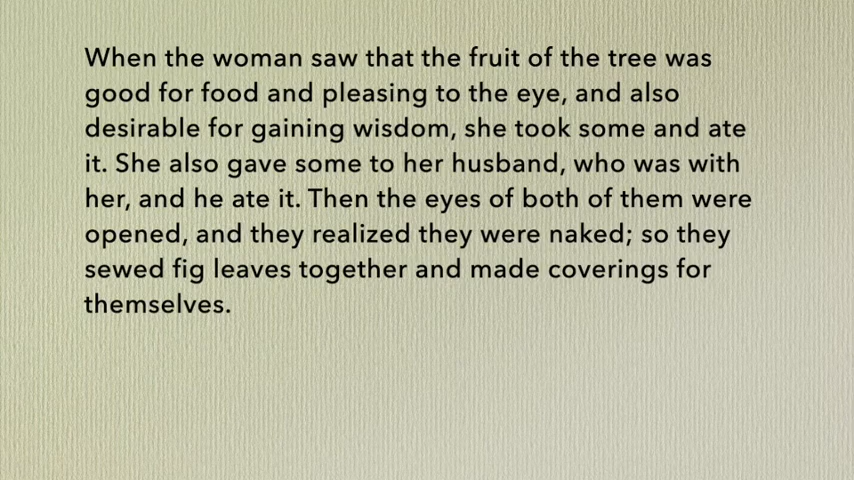 When the woman saw that the fruit of the tree was
good for food and pleasing to the eye, and also
desirable for gaining wisdom, she took some and ate
it. She also gave some to her husband, who was with
her, and he ate it. Then the eyes of both of them were
opened, and they realized they were naked; so they
sewed fig leaves together and made coverings for
themselves.